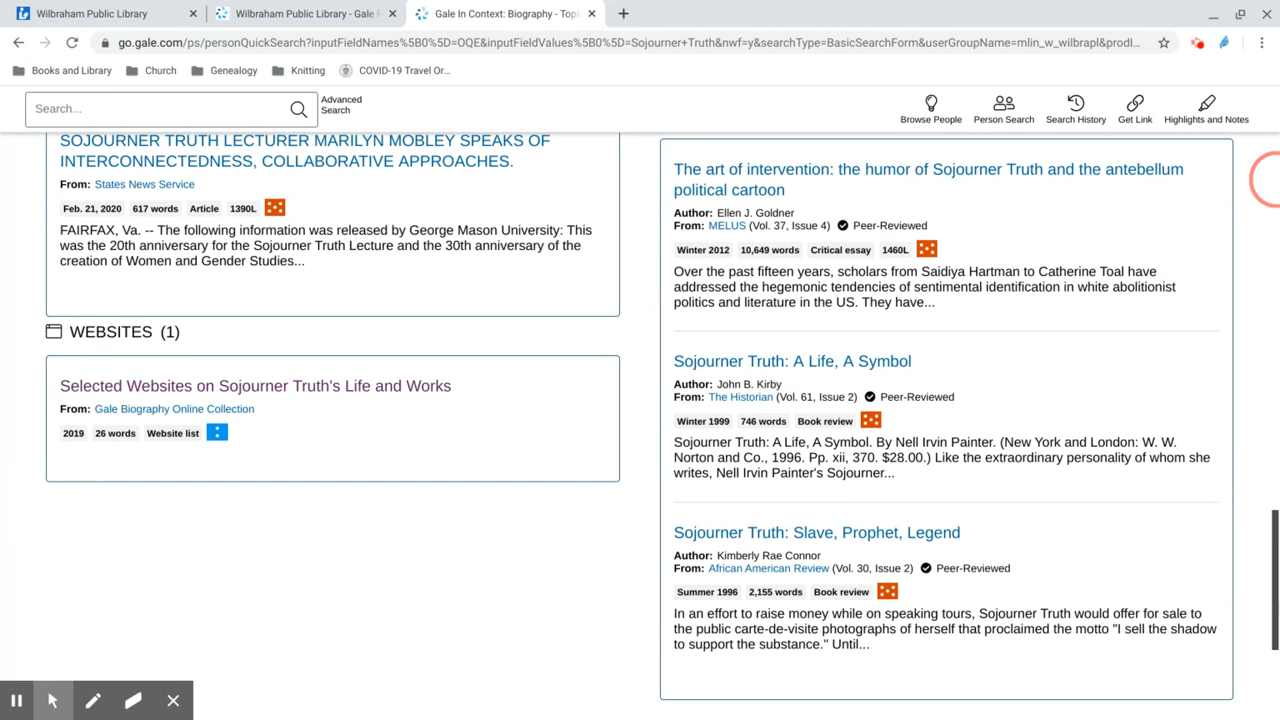 Wilbraham Public Library
Wilbraham Public Library - Gale
Gale In Context: Biography - Topi
go.gale.com/ps/personQuickSearch?inputFieldNames%5B0%5D=OQE&inputFieldValues%5B0%5D=Sojourner+Truth&nwf=y&searchType=BasicSearchForm&userGroupName=mlin_w_wilbrapl&prodI...
Books and Library
Church
Genealogy
Knitting
COVID-19 Travel Or...
Search...
Advanced
Search
Browse People
Person Search
Search History
Get Link
Highlights and Notes
SOJOURNER TRUTH LECTURER MARILYN MOBLEY SPEAKS OF
INTERCONNECTEDNESS, COLLABORATIVE APPROACHES.
From: States News Service
Feb. 21, 2020 617 words Article 1390L
FAIRFAX, Va. -- The following information was released by George Mason University: This
was the 20th anniversary for the Sojourner Truth Lecture and the 30th anniversary of the
creation of Women and Gender Studies...
WEBSITES (1)
Selected Websites on Sojourner Truth's Life and Works
From: Gale Biography Online Collection
2019 26 words Website list
The art of intervention: the humor of Sojourner Truth and the antebellum
political cartoon
Author: Ellen J. Goldner
From: MELUS (Vol. 37, Issue 4) Peer-Reviewed
Winter 2012 10,649 words Critical essay 1460L
Over the past fifteen years, scholars from Saidiya Hartman to Catherine Toal have
addressed the hegemonic tendencies of sentimental identification in white abolitionist
politics and literature in the US. They have...
Sojourner Truth: A Life, A Symbol
Author: John B. Kirby
From: The Historian (Vol. 61, Issue 2) Peer-Reviewed
Winter 1999 746 words Book review
Sojourner Truth: A Life, A Symbol. By Nell Irvin Painter. (New York and London: W. W.
Norton and Co., 1996. Pp. xii, 370. $28.00.) Like the extraordinary personality of whom she
writes, Nell Irvin Painter's Sojourner...
Sojourner Truth: Slave, Prophet, Legend
Author: Kimberly Rae Connor
From: African American Review (Vol. 30, Issue 2) Peer-Reviewed
Summer 1996 2,155 words Book review
In an effort to raise money while on speaking tours, Sojourner Truth would offer for sale to
the public carte-de-visite photographs of herself that proclaimed the motto "I sell the shadow
to support the substance." Until...